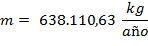 m = 638.110,63 kg/año